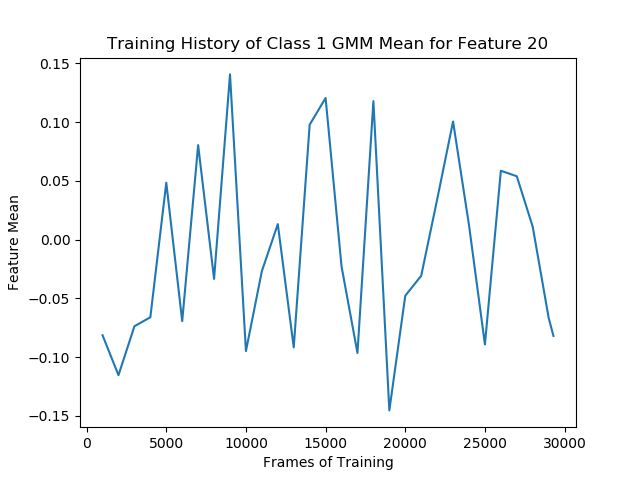 Training History of Class 1 GMM Mean for Feature 20
0.15
0.10
0.05
0.00
−0.05
−0.10
−0.15
Feature Mean
0 5000 10000 15000 20000 25000 30000
Frames of Training